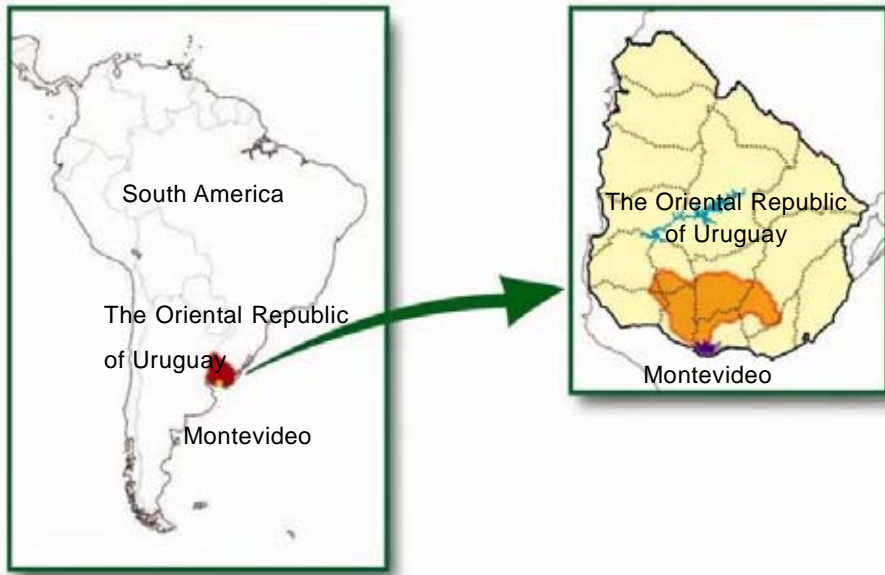 South America
The Oriental Republic
of Uruguay
Montevideo
The Oriental Republic
of Uruguay
Montevideo